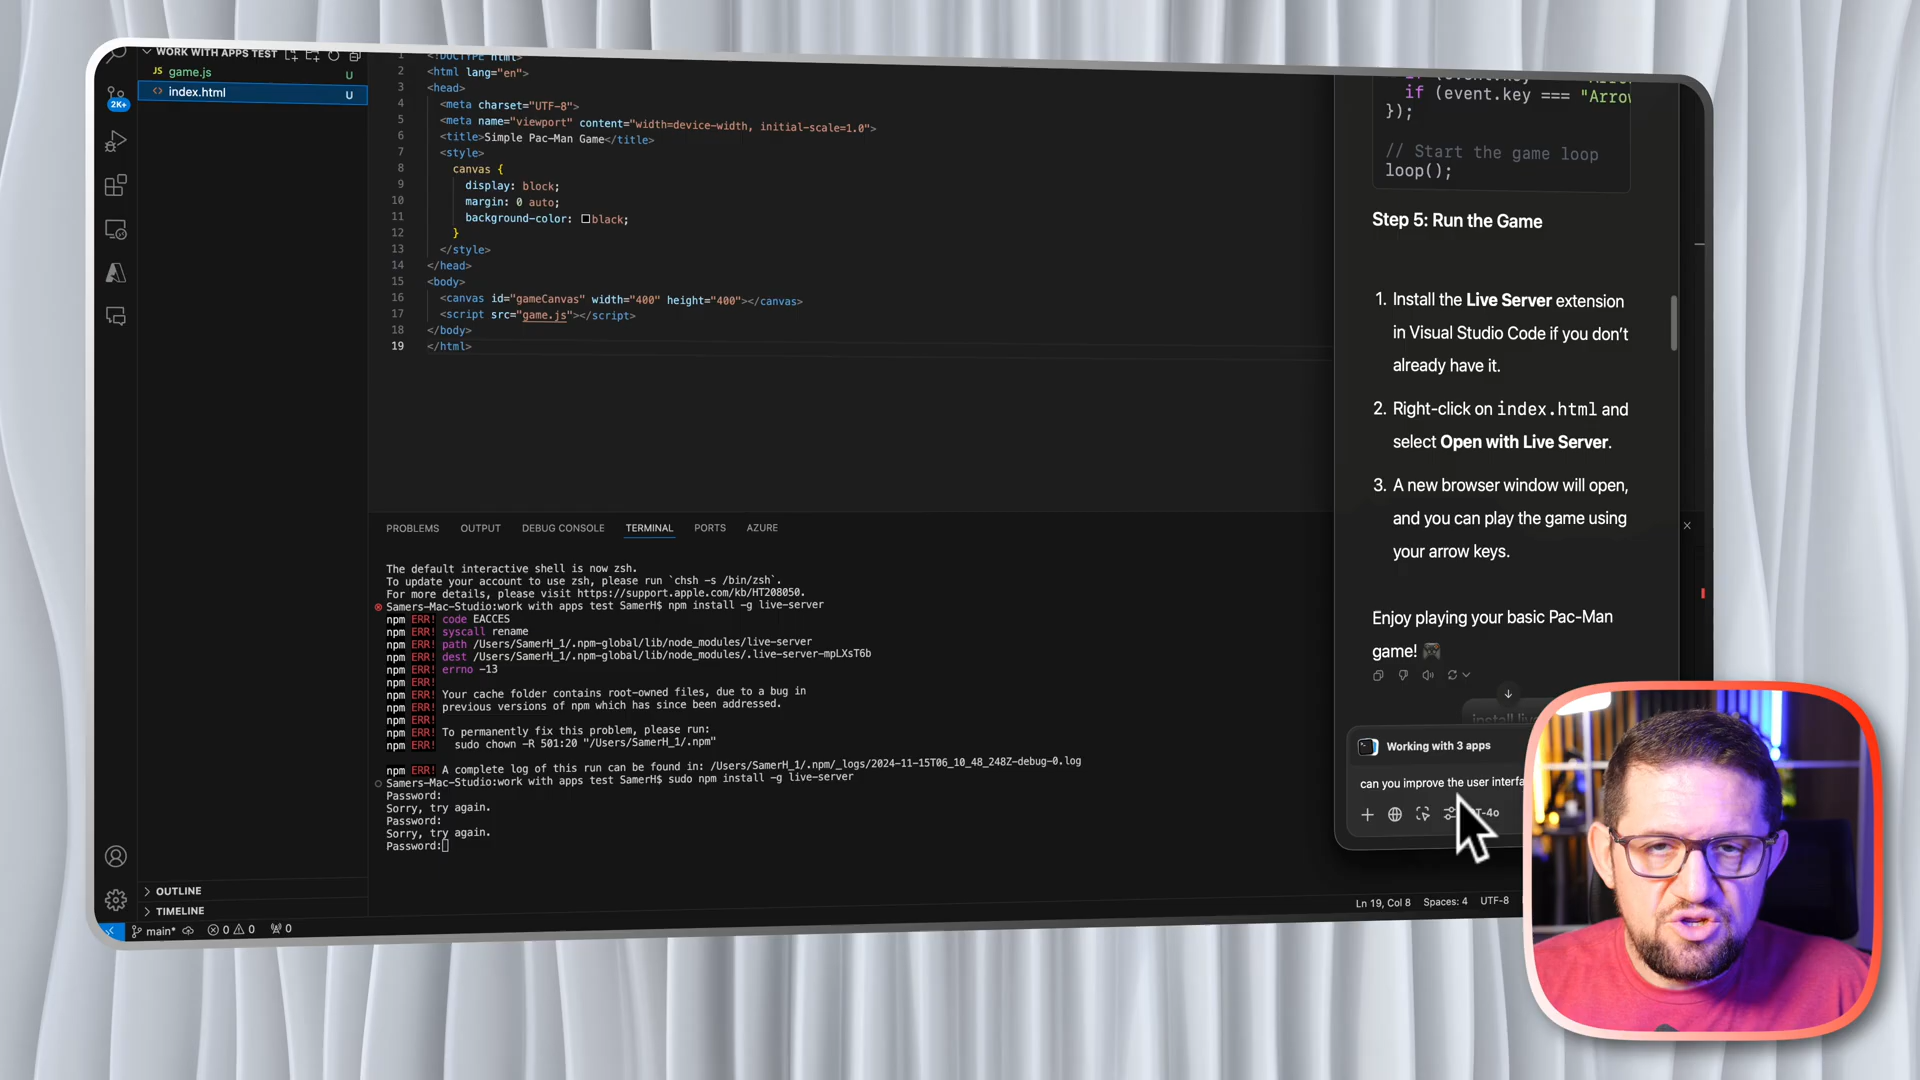 WORK WITH APPS TEST
JS game.js U
<> index.html U
2K+
OUTLINE
TIMELINE
main* 0 0 0
1 <!DOCTYPE html>
2 <html lang="en">
3 <head>
4 <meta charset="UTF-8">
5 <meta name="viewport" content="width=device-width, initial-scale=1.0">
6 <title>Simple Pac-Man Game</title>
7 <style>
8 canvas {
9 display: block;
10 margin: 0 auto;
11 background-color: black;
12 }
13 </style>
14 </head>
15 <body>
16 <canvas id="gameCanvas" width="400" height="400"></canvas>
17 <script src="game.js"></script>
18 </body>
19 </html>
PROBLEMS OUTPUT DEBUG CONSOLE TERMINAL PORTS AZURE
The default interactive shell is now zsh.
To update your account to use zsh, please run `chsh -s /bin/zsh`.
For more details, please visit https://support.apple.com/kb/HT208050.
Samers-Mac-Studio:work with apps test SamerH$ npm install -g live-server
npm ERR! code EACCES
npm ERR! syscall rename
npm ERR! path /Users/SamerH_1/.npm-global/lib/node_modules/live-server
npm ERR! dest /Users/SamerH_1/.npm-global/lib/node_modules/.live-server-mpLXsT6b
npm ERR! errno -13
npm ERR!
npm ERR! Your cache folder contains root-owned files, due to a bug in
npm ERR! previous versions of npm which has since been addressed.
npm ERR!
npm ERR! To permanently fix this problem, please run:
npm ERR! sudo chown -R 501:20 "/Users/SamerH_1/.npm"
npm ERR! A complete log of this run can be found in: /Users/SamerH_1/.npm/_logs/2024-11-15T06_10_48_248Z-debug-0.log
Samers-Mac-Studio:work with apps test SamerH$ sudo npm install -g live-server
Password:
Sorry, try again.
Password:
Sorry, try again.
Password:
Ln 19, Col 8 Spaces: 4 UTF-8
if (event.key === "Arrow
});
// Start the game loop
loop();
Step 5: Run the Game
1. Install the Live Server extension
in Visual Studio Code if you don't
already have it.
2. Right-click on index.html and
select Open with Live Server.
3. A new browser window will open,
and you can play the game using
your arrow keys.
Enjoy playing your basic Pac-Man
game! 🎮
Working with 3 apps
can you improve the user interfa
T-4o